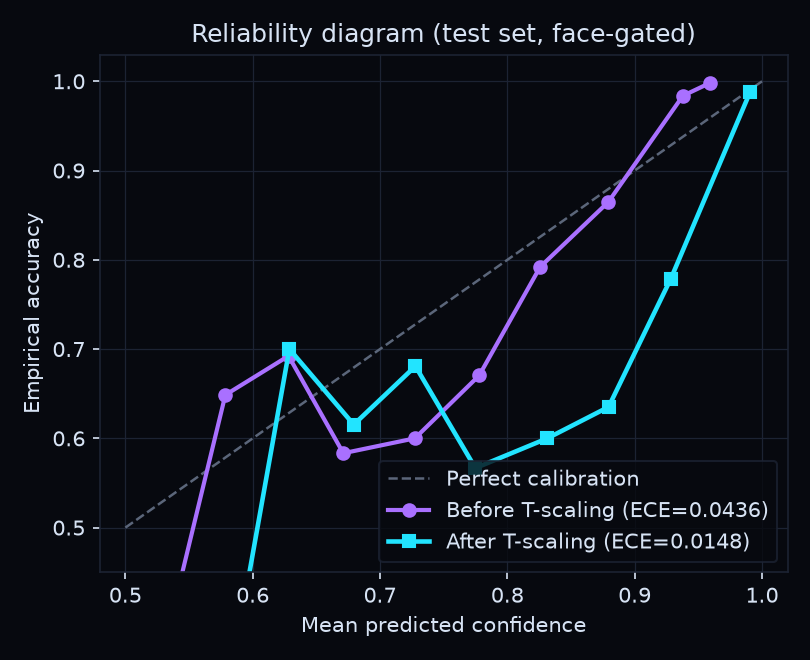 Reliability diagram (test set, face-gated)
Empirical accuracy
1.0
0.9
0.8
0.7
0.6
0.5
Perfect calibration
Before T-scaling (ECE=0.0436)
After T-scaling (ECE=0.0148)
0.5 0.6 0.7 0.8 0.9 1.0
Mean predicted confidence